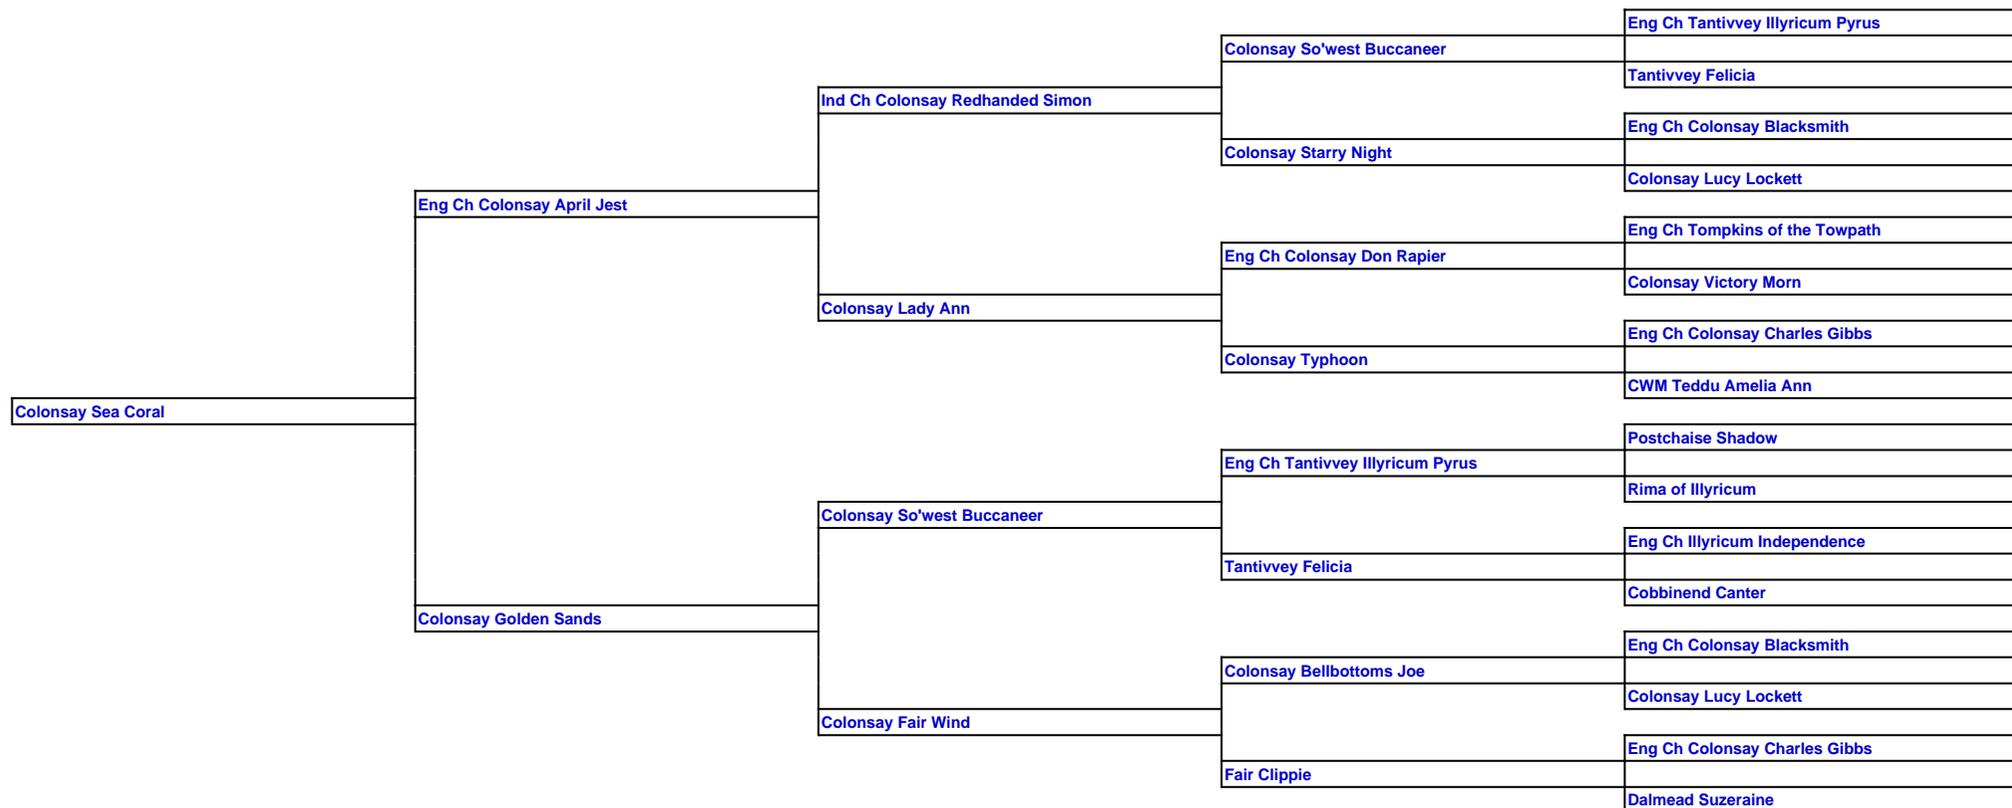 Eng Ch Tantivvey Illyricum Pyrus
Colonsay So'west Buccaneer
Tantivvey Felicia
Ind Ch Colonsay Redhanded Simon
Eng Ch Colonsay Blacksmith
Colonsay Starry Night
Colonsay Lucy Lockett
Eng Ch Colonsay April Jest
Eng Ch Tompkins of the Towpath
Eng Ch Colonsay Don Rapier
Colonsay Victory Morn
Colonsay Lady Ann
Eng Ch Colonsay Charles Gibbs
Colonsay Typhoon
CWM Teddu Amelia Ann
Colonsay Sea Coral
Postchaise Shadow
Eng Ch Tantivvey Illyricum Pyrus
Rima of Illyricum
Colonsay So'west Buccaneer
Eng Ch Illyricum Independence
Tantivvey Felicia
Cobbinend Canter
Colonsay Golden Sands
Eng Ch Colonsay Blacksmith
Colonsay Bellbottoms Joe
Colonsay Lucy Lockett
Colonsay Fair Wind
Eng Ch Colonsay Charles Gibbs
Fair Clippie
Dalmead Suzeraine